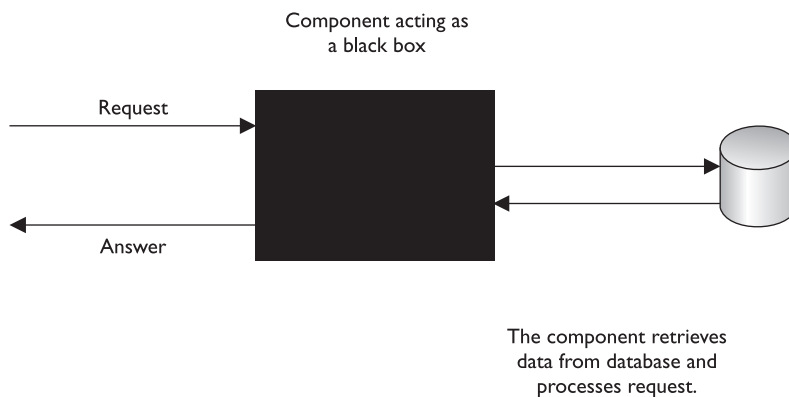 Component acting as
a black box
Request
Answer
The component retrieves
data from database and
processes request.